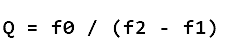 Q = f0 / (f2 - f1)